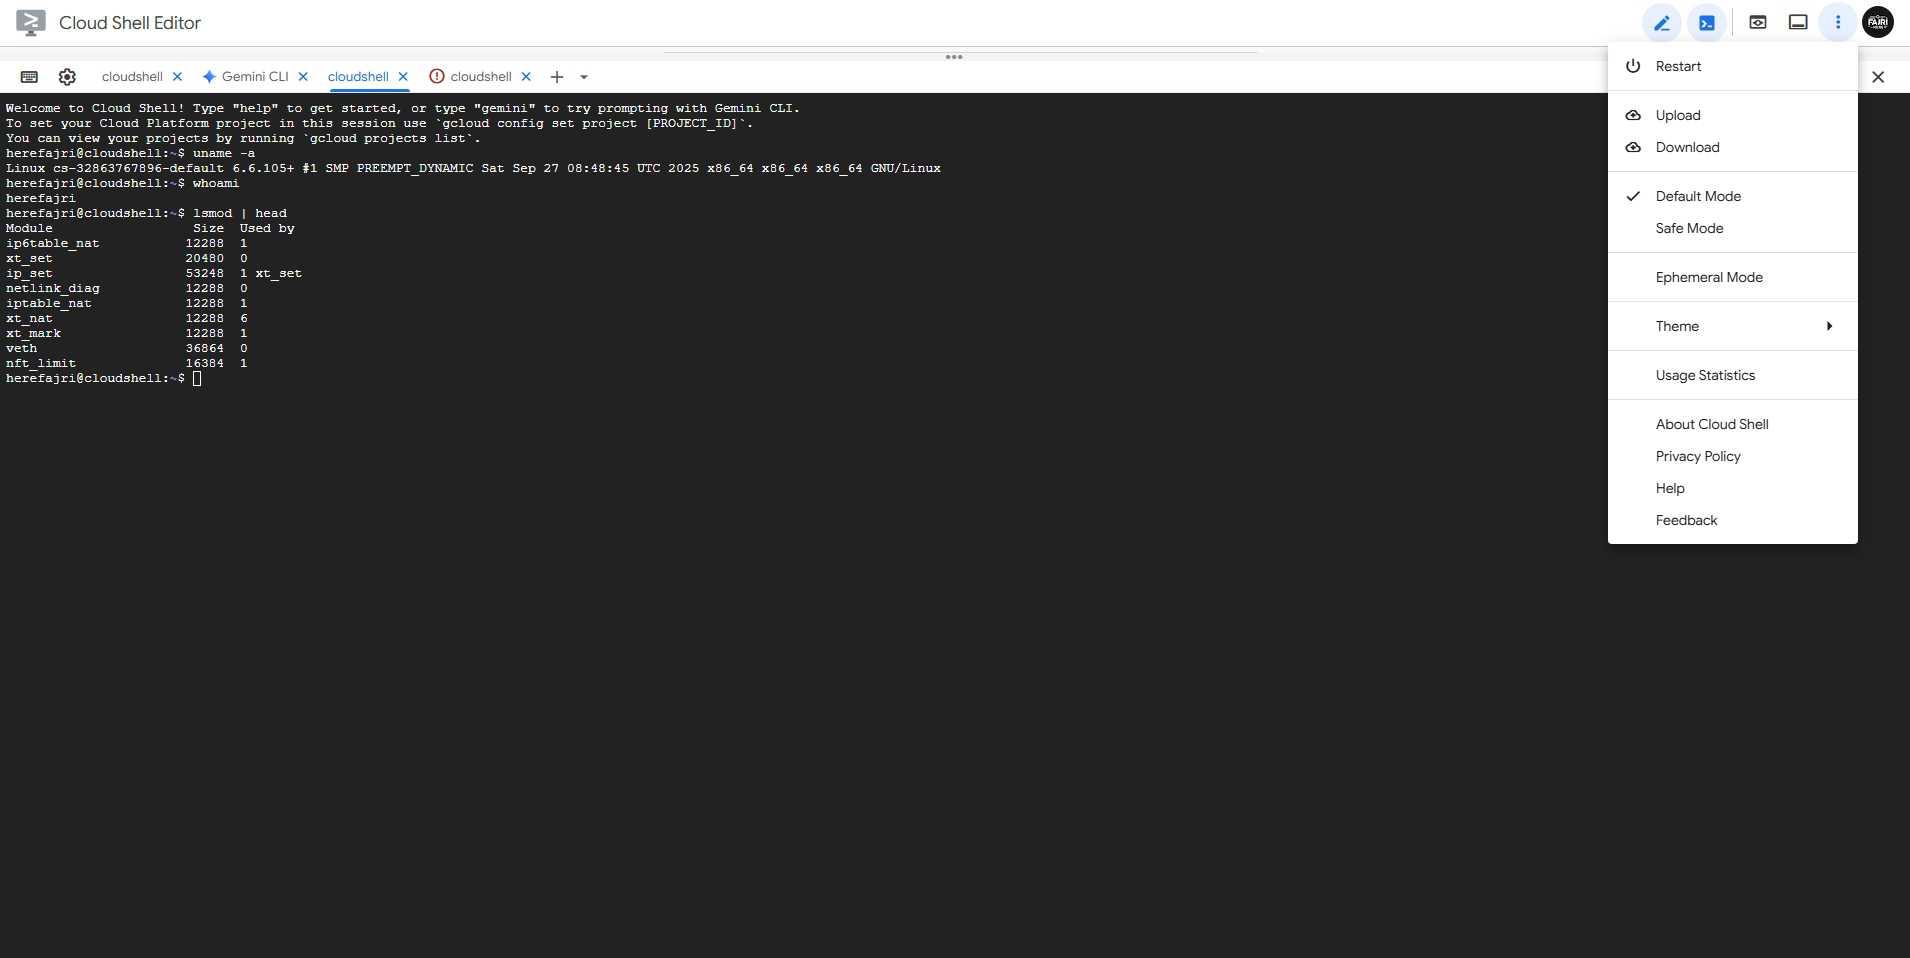 Cloud Shell Editor
cloudshell
Gemini CLI
cloudshell
cloudshell
Welcome to Cloud Shell! Type "help" to get started, or type "gemini" to try prompting with Gemini CLI.
To set your Cloud Platform project in this session use `gcloud config set project [PROJECT_ID]`.
You can view your projects by running `gcloud projects list`.
herefajri@cloudshell:~$ uname -a
Linux cs-32863767896-default 6.6.105+ #1 SMP PREEMPT_DYNAMIC Sat Sep 27 08:48:45 UTC 2025 x86_64 x86_64 x86_64 GNU/Linux
herefajri@cloudshell:~$ whoami
herefajri
herefajri@cloudshell:~$ lsmod | head
Module Size Used by
ip6table_nat 12288 1
xt_set 20480 0
ip_set 53248 1 xt_set
netlink_diag 12288 0
iptable_nat 12288 1
xt_nat 12288 6
xt_mark 12288 1
veth 36864 0
nft_limit 16384 1
herefajri@cloudshell:~$
FAJRI
Restart
Upload
Download
Default Mode
Safe Mode
Ephemeral Mode
Theme
Usage Statistics
About Cloud Shell
Privacy Policy
Help
Feedback